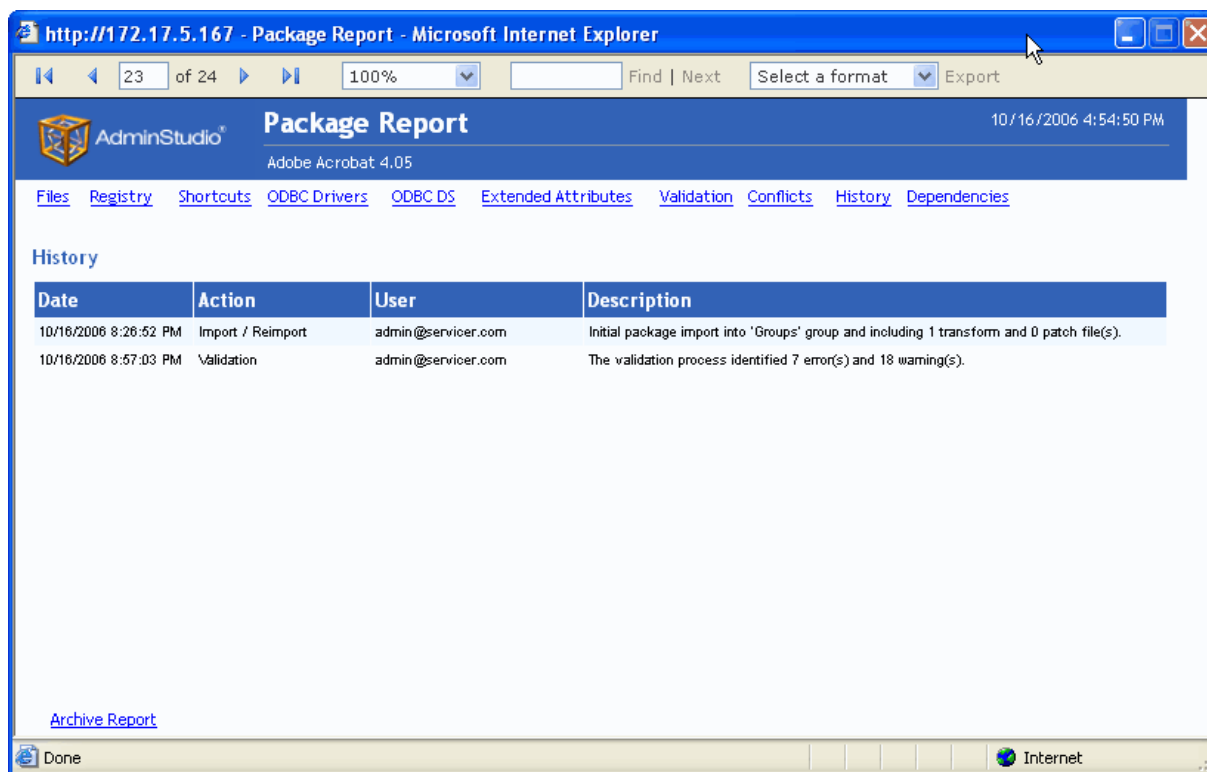 http://172.17.5.167 - Package Report - Microsoft Internet Explorer
23 of 24 100% Find | Next Select a format Export
AdminStudio® Package Report 10/16/2006 4:54:50 PM
Adobe Acrobat 4.05
Files Registry Shortcuts ODBC Drivers ODBC DS Extended Attributes Validation Conflicts History Dependencies
History
Date Action User Description
10/16/2006 8:26:52 PM Import / Reimport admin@servicer.com Initial package import into 'Groups' group and including 1 transform and 0 patch file(s).
10/16/2006 8:57:03 PM Validation admin@servicer.com The validation process identified 7 error(s) and 18 warning(s).
Archive Report
Done Internet